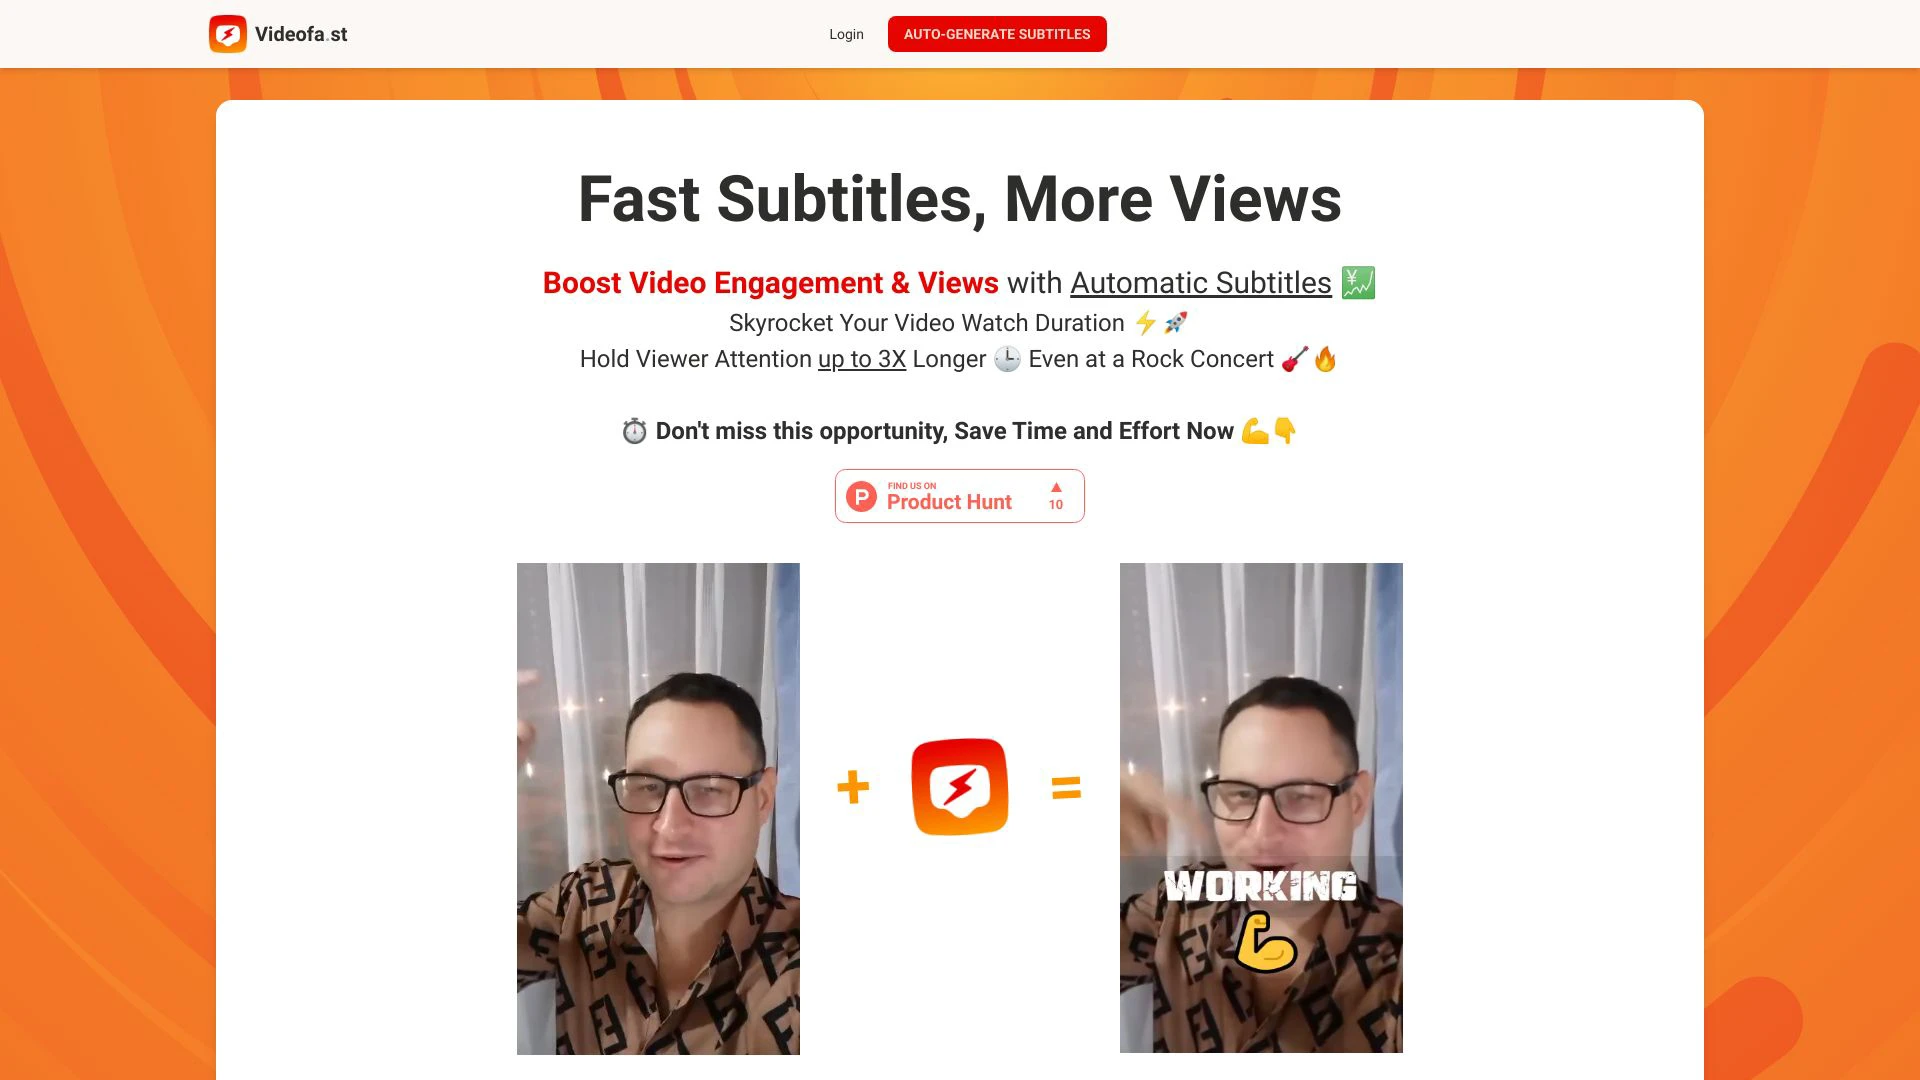 Videofa.st
Login
AUTO-GENERATE SUBTITLES
Fast Subtitles, More Views
Boost Video Engagement & Views with Automatic Subtitles 💹
Skyrocket Your Video Watch Duration ⚡🚀
Hold Viewer Attention up to 3X Longer 🕒 Even at a Rock Concert 🎸🔥
⏱️ Don't miss this opportunity, Save Time and Effort Now 💪👇
FIND US ON
Product Hunt
▲
10
+
=
WORKING
💪